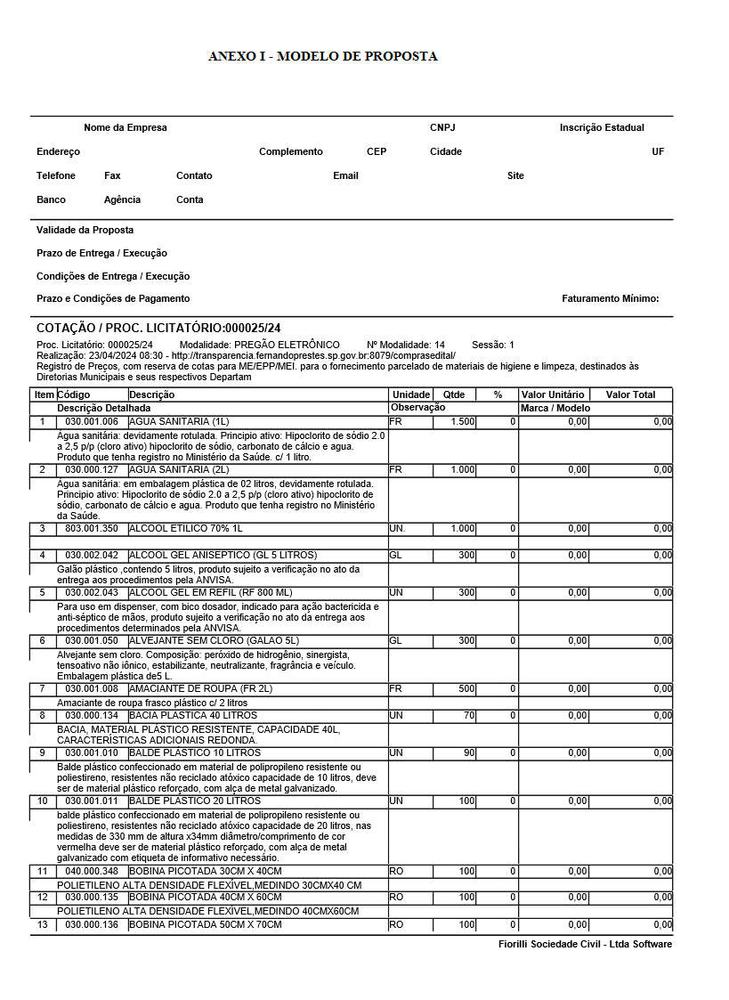 ANEXO I - MODELO DE PROPOSTA
Nome da Empresa CNPJ Inscrição Estadual
Endereço Complemento CEP Cidade UF
Telefone Fax Contato Email Site
Banco Agência Conta
Validade da Proposta
Prazo de Entrega / Execução
Condições de Entrega / Execução
Prazo e Condições de Pagamento Faturamento Mínimo:
COTAÇÃO / PROC. LICITATÓRIO:000025/24
Proc. Licitatório: 000025/24 Modalidade: PREGÃO ELETRÔNICO Nº Modalidade: 14 Sessão: 1
Realização: 23/04/2024 08:30 - http://transparencia.fernandoprestes.sp.gov.br:8079/comprasedital/
Registro de Preços, com reserva de cotas para ME/EPP/MEI. para o fornecimento parcelado de materiais de higiene e limpeza, destinados às
Diretorias Municipais e seus respectivos Departam
Item Código Descrição Unidade Qtde % Valor Unitário Valor Total
Descrição Detalhada Observação Marca / Modelo
1 030.001.006 AGUA SANITARIA (1L) FR 1.500 0 0,00 0,00
Água sanitária: devidamente rotulada. Principio ativo: Hipoclorito de sódio 2.0
a 2,5 p/p (cloro ativo) hipoclorito de sódio, carbonato de cálcio e agua.
Produto que tenha registro no Ministério da Saúde. c/ 1 litro.
2 030.000.127 AGUA SANITARIA (2L) FR 1.000 0 0,00 0,00
Água sanitária: em embalagem plástica de 02 litros, devidamente rotulada.
Principio ativo: Hipoclorito de sódio 2.0 a 2,5 p/p (cloro ativo) hipoclorito de
sódio, carbonato de cálcio e agua. Produto que tenha registro no Ministério
da Saúde.
3 803.001.350 ALCOOL ETILICO 70% 1L UN. 1.000 0 0,00 0,00
4 030.002.042 ALCOOL GEL ANISEPTICO (GL 5 LITROS) GL 300 0 0,00 0,00
Galão plástico ,contendo 5 litros, produto sujeito a verificação no ato da
entrega aos procedimentos pela ANVISA.
5 030.002.043 ALCOOL GEL EM REFIL (RF 800 ML) UN 300 0 0,00 0,00
Para uso em dispenser, com bico dosador, indicado para ação bactericida e
anti-séptico de mãos, produto sujeito a verificação no ato da entrega aos
procedimentos determinados pela ANVISA.
6 030.001.050 ALVEJANTE SEM CLORO (GALAO 5L) GL 300 0 0,00 0,00
Alvejante sem cloro. Composição: peróxido de hidrogênio, sinergista,
tensoativo não iônico, estabilizante, neutralizante, fragrância e veículo.
Embalagem plástica de5 L.
7 030.001.008 AMACIANTE DE ROUPA (FR 2L) FR 500 0 0,00 0,00
Amaciante de roupa frasco plástico c/ 2 litros
8 030.000.134 BACIA PLASTICA 40 LITROS UN 70 0 0,00 0,00
BACIA, MATERIAL PLÁSTICO RESISTENTE, CAPACIDADE 40L,
CARACTERÍSTICAS ADICIONAIS REDONDA.
9 030.001.010 BALDE PLÁSTICO 10 LITROS UN 90 0 0,00 0,00
Balde plástico confeccionado em material de polipropileno resistente ou
poliestireno, resistentes não reciclado atóxico capacidade de 10 litros, deve
ser de material plástico reforçado, com alça de metal galvanizado.
10 030.001.011 BALDE PLÁSTICO 20 LITROS UN 100 0 0,00 0,00
balde plástico confeccionado em material de polipropileno resistente ou
poliestireno, resistentes não reciclado atóxico capacidade de 20 litros, nas
medidas de 330 mm de altura x34mm diâmetro/comprimento de cor
vermelha deve ser de material plástico reforçado, com alça de metal
galvanizado com etiqueta de informativo necessário.
11 040.000.348 BOBINA PICOTADA 30CM X 40CM RO 100 0 0,00 0,00
POLIETILENO ALTA DENSIDADE FLEXÍVEL,MEDINDO 30CMX40 CM
12 030.000.135 BOBINA PICOTADA 40CM X 60CM RO 100 0 0,00 0,00
POLIETILENO ALTA DENSIDADE FLEXÍVEL,MEDINDO 40CMX60CM
13 030.000.136 BOBINA PICOTADA 50CM X 70CM RO 100 0 0,00 0,00
Fiorilli Sociedade Civil - Ltda Software